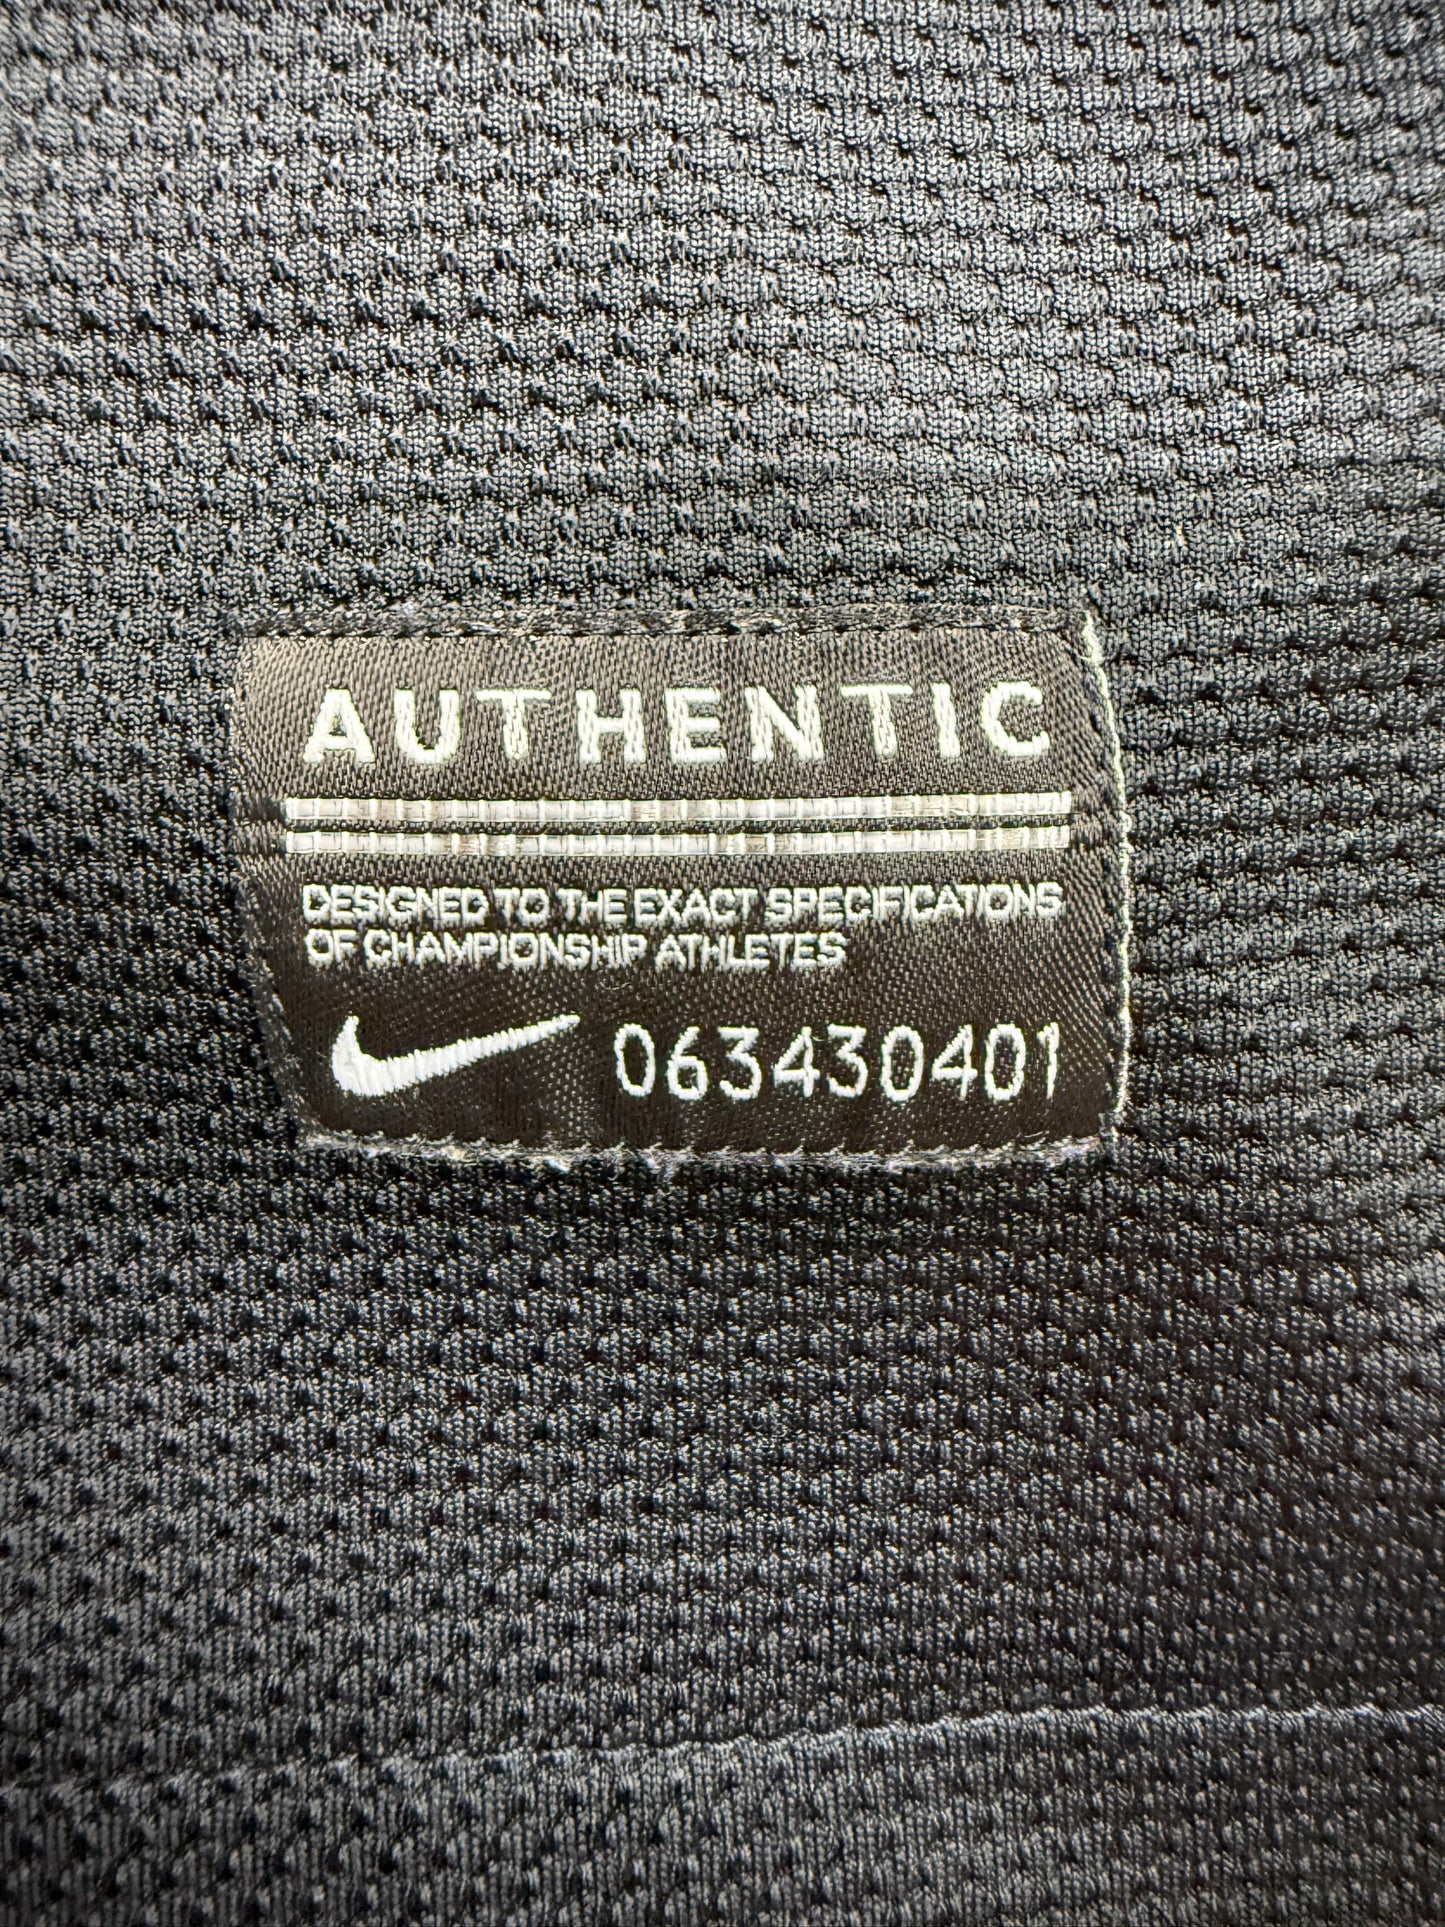 AUTHENTIC
DESIGNED TO THE EXACT SPECIFICATIONS
OF CHAMPIONSHIP ATHLETES
063430401